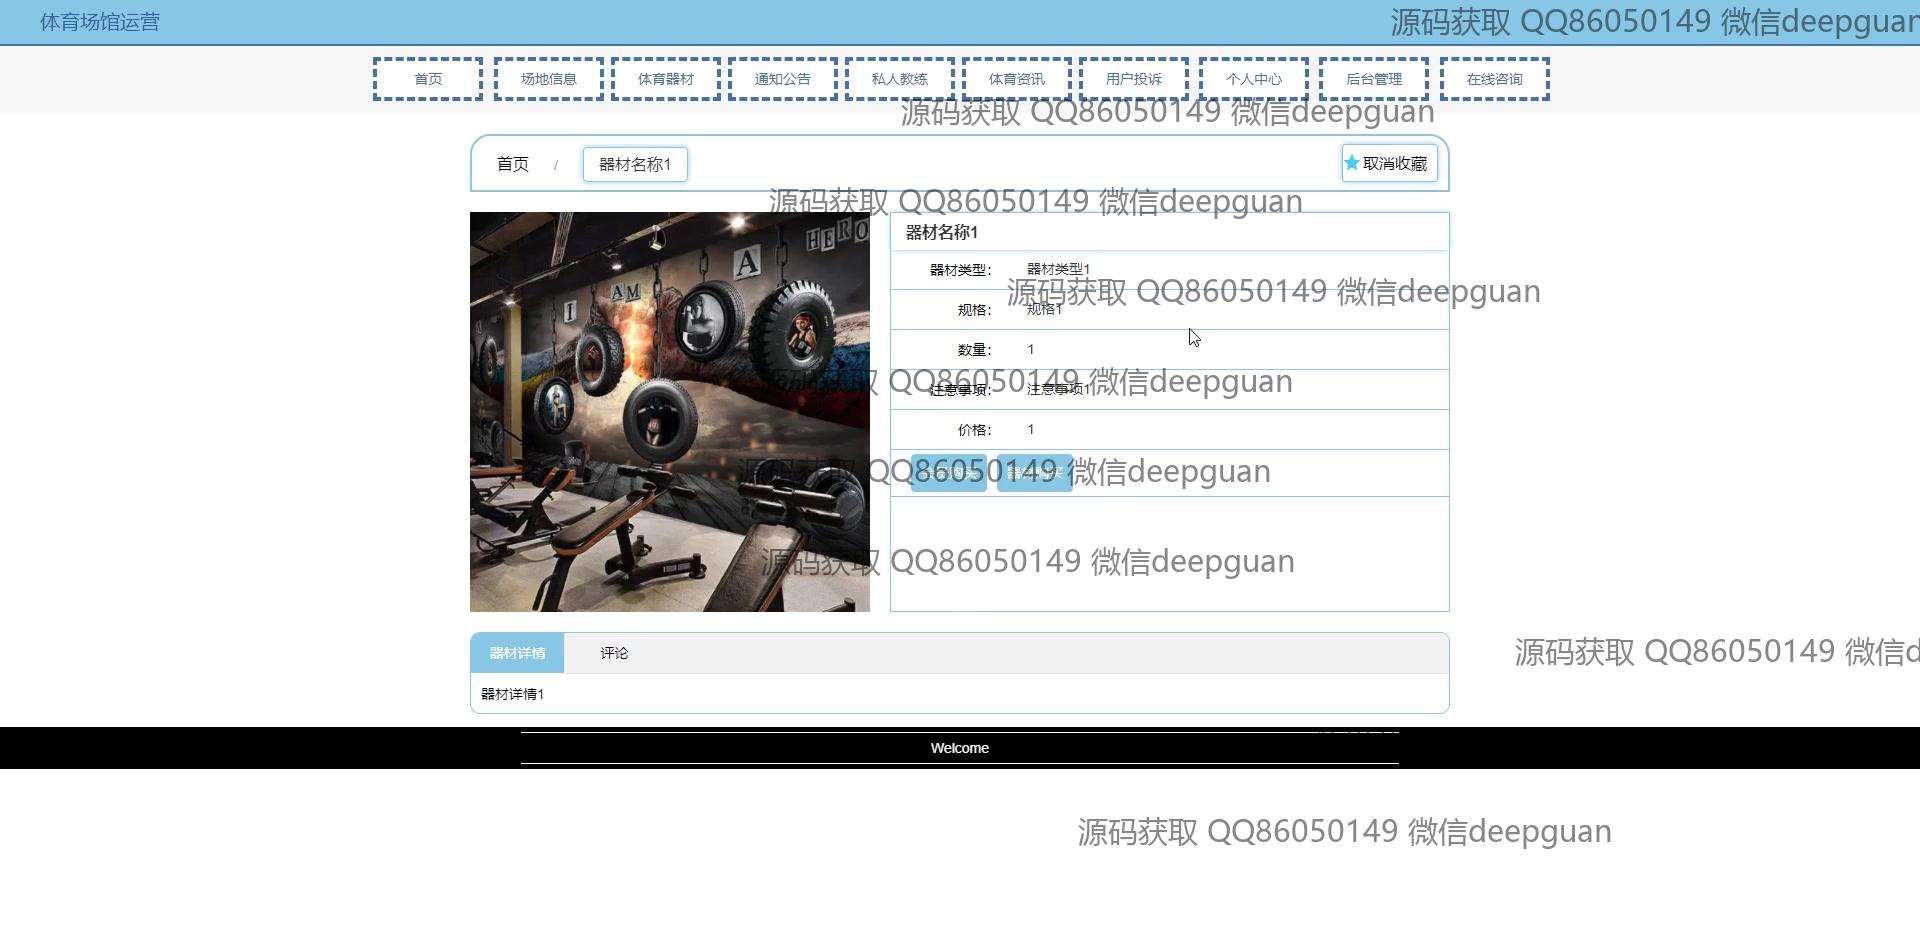 体育场馆运营
源码获取 QQ86050149 微信deepguan
首页 场地信息 体育器材 通知公告 私人教练 体育资讯 用户投诉 个人中心 后台管理 在线咨询
源码获取 QQ86050149 微信deepguan
首页 / 器材名称1 取消收藏
源码获取 QQ86050149 微信deepguan
I AM A HERO
器材名称1
器材类型: 器材类型1
源码获取 QQ86050149 微信deepguan
规格: 规格1
数量: 1
源码获取 QQ86050149 微信deepguan
注意事项: 注意事项1
价格: 1
源码获取 QQ86050149 微信deepguan
器材购买
源码获取 QQ86050149 微信deepguan
器材详情 评论
源码获取 QQ86050149 微信d
器材详情1
Welcome
源码获取 QQ86050149 微信deepguan